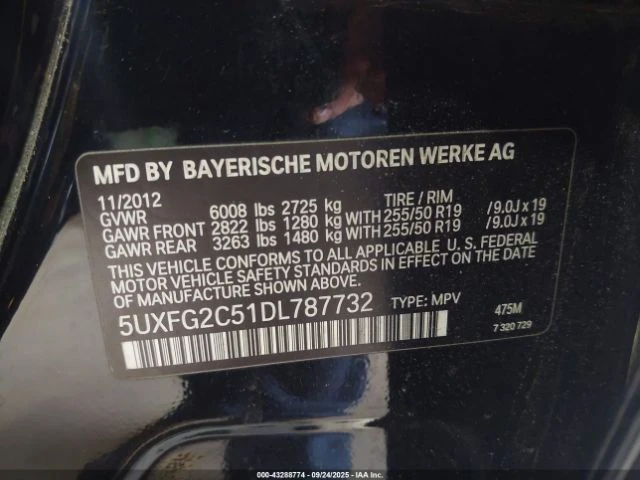 MFD BY BAYERISCHE MOTOREN WERKE AG
11/2012 TIRE / RIM
GVWR 6008 lbs 2725 kg
GAWR FRONT 2822 lbs 1280 kg WITH 255/50 R19 /9.0J x 19
GAWR REAR 3263 lbs 1480 kg WITH 255/50 R19 /9.0J x 19
THIS VEHICLE CONFORMS TO ALL APPLICABLE U. S. FEDERAL
MOTOR VEHICLE SAFETY STANDARDS IN EFFECT ON THE
DATE OF MANUFACTURE SHOWN ABOVE.
5UXFG2C51DL787732 TYPE: MPV 475M
7 320 729
000-43288774 - 09/24/2025 - IAA Inc.